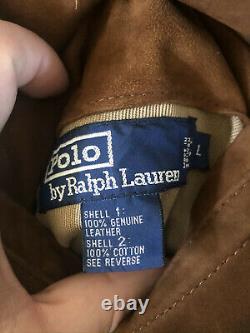 Polo
by Ralph Lauren
L
SHELL 1:
100% GENUINE
LEATHER
SHELL 2:
100% COTTON
SEE REVERSE